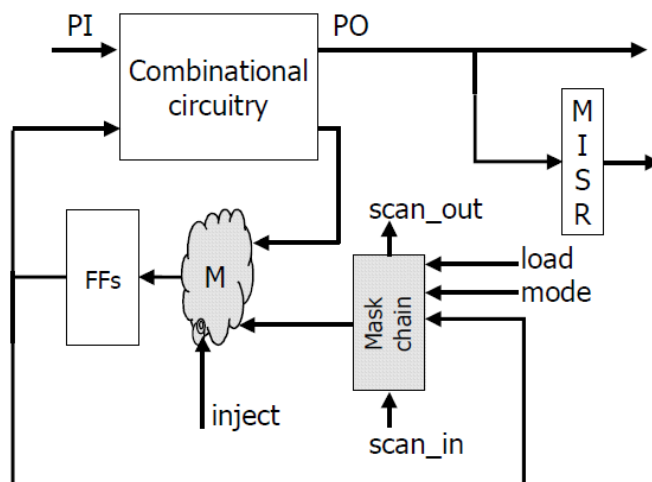 PI
PO
Combinational
circuitry
M
I
S
R
scan_out
load
mode
FFs
M
Mask
chain
inject
scan_in